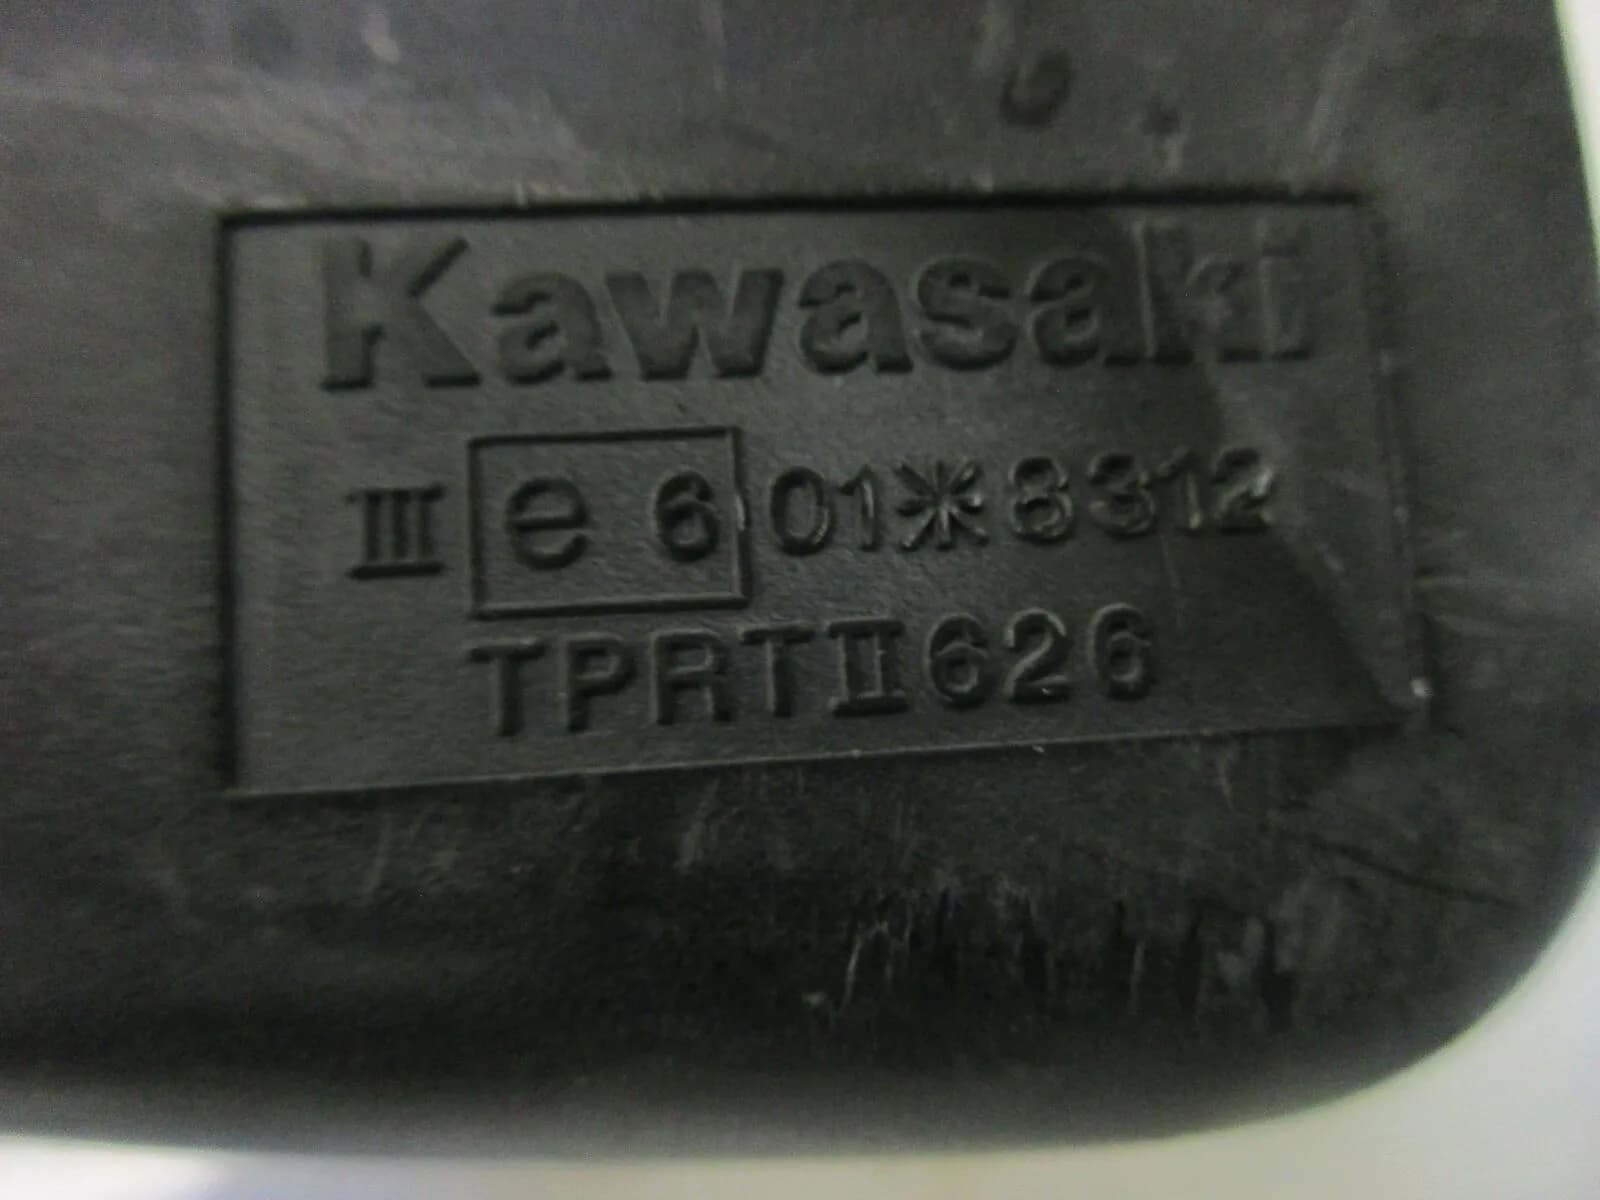 Kawasaki
III e 6 01*8312
TPRTII626